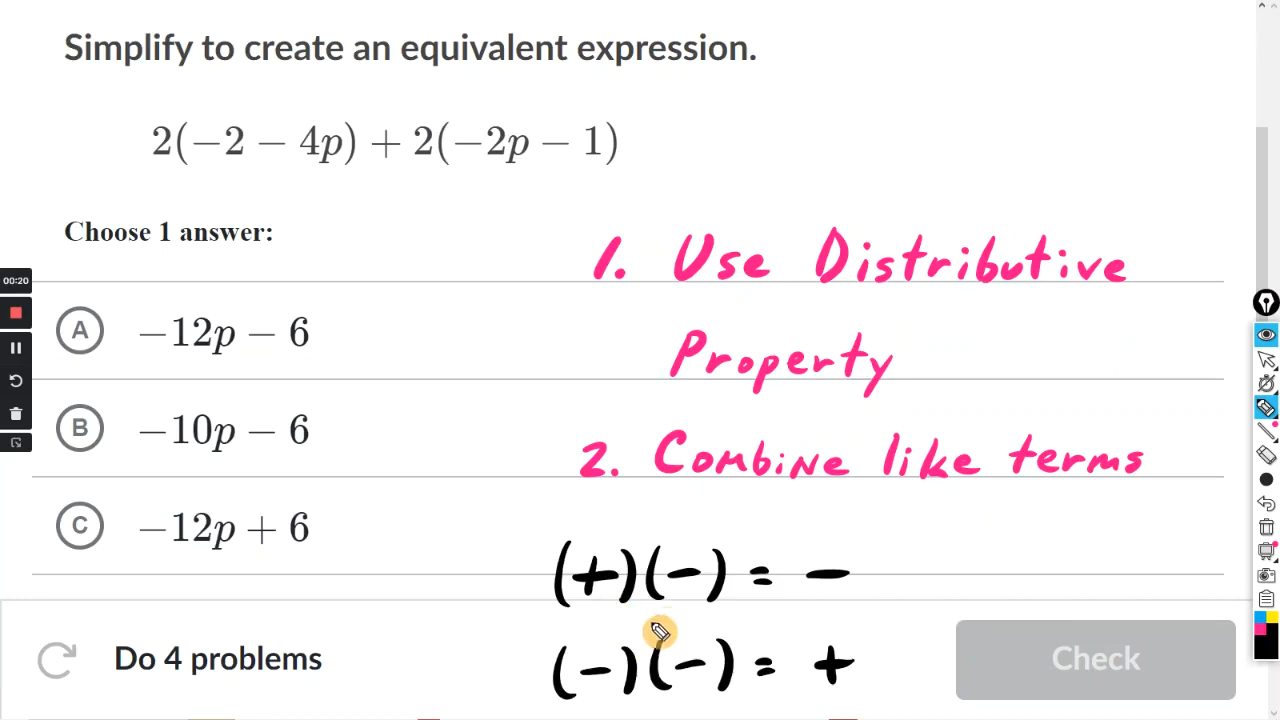 Simplify to create an equivalent expression.
2(−2 − 4p) + 2(−2p − 1)
Choose 1 answer:
1. Use Distributive
Property
2. Combine like terms
00:20
A −12p − 6
B −10p − 6
C −12p + 6
(+)(-) = -
(-)(-) = +
Do 4 problems
Check